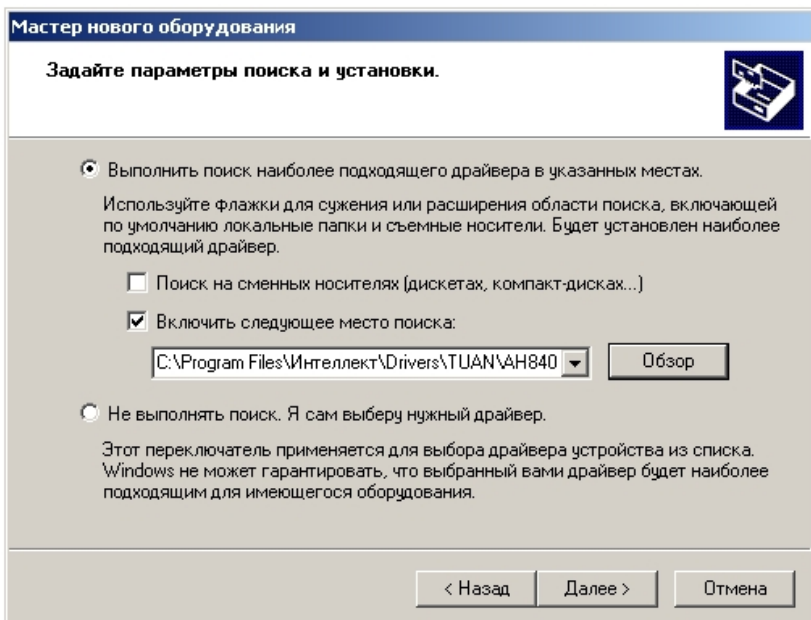 Мастер нового оборудования
Задайте параметры поиска и установки.
Выполнить поиск наиболее подходящего драйвера в указанных местах.
Используйте флажки для сужения или расширения области поиска, включающей
по умолчанию локальные папки и съемные носители. Будет установлен наиболее
подходящий драйвер.
Поиск на сменных носителях (дискетах, компакт-дисках...)
Включить следующее место поиска:
C:\Program Files\Интеллект\Drivers\TUAN\AH840
Обзор
Не выполнять поиск. Я сам выберу нужный драйвер.
Этот переключатель применяется для выбора драйвера устройства из списка.
Windows не может гарантировать, что выбранный вами драйвер будет наиболее
подходящим для имеющегося оборудования.
< Назад Далее > Отмена